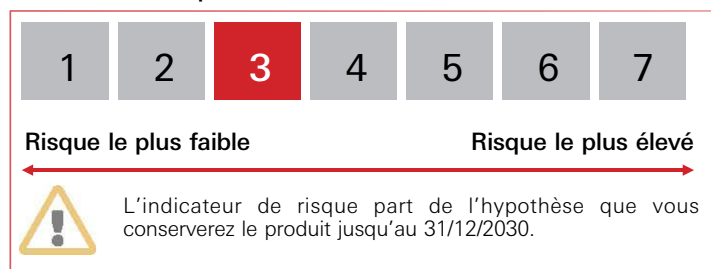 1 2 3 4 5 6 7
Risque le plus faible Risque le plus élevé
L'indicateur de risque part de l'hypothèse que vous
conserverez le produit jusqu'au 31/12/2030.